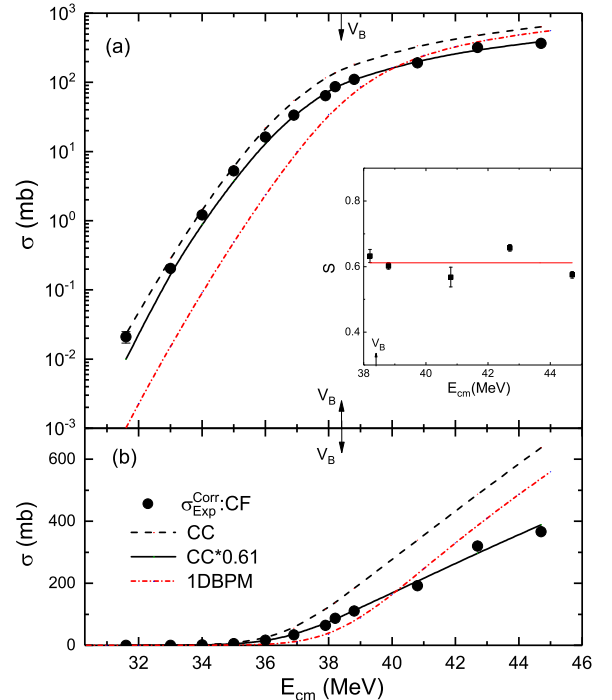 10³
V_B
(a)
10²
10¹
10⁰
10⁻¹
10⁻²
10⁻³
σ (mb)
0.8
0.6
0.4
S
V_B
38 40 42 44
E_cm(MeV)
V_B
V_B
(b)
600
400
200
0
σ (mb)
σ_Exp^Corr:CF
CC
CC*0.61
1DBPM
32 34 36 38 40 42 44 46
E_cm (MeV)